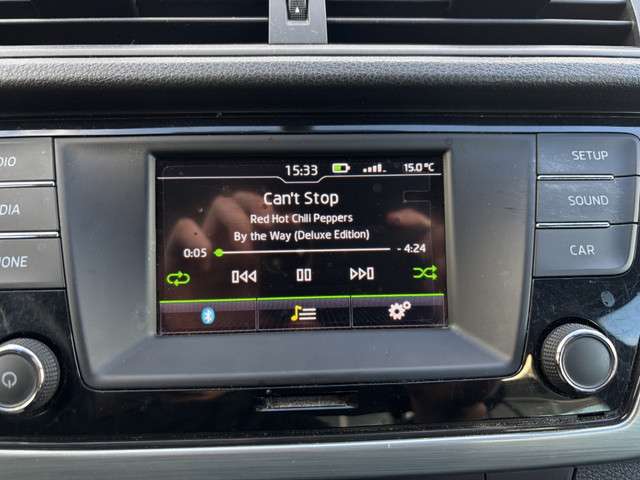 15:33 15.0°C
Can't Stop
Red Hot Chili Peppers
By the Way (Deluxe Edition)
0:05 - 4:24
SETUP
SOUND
CAR